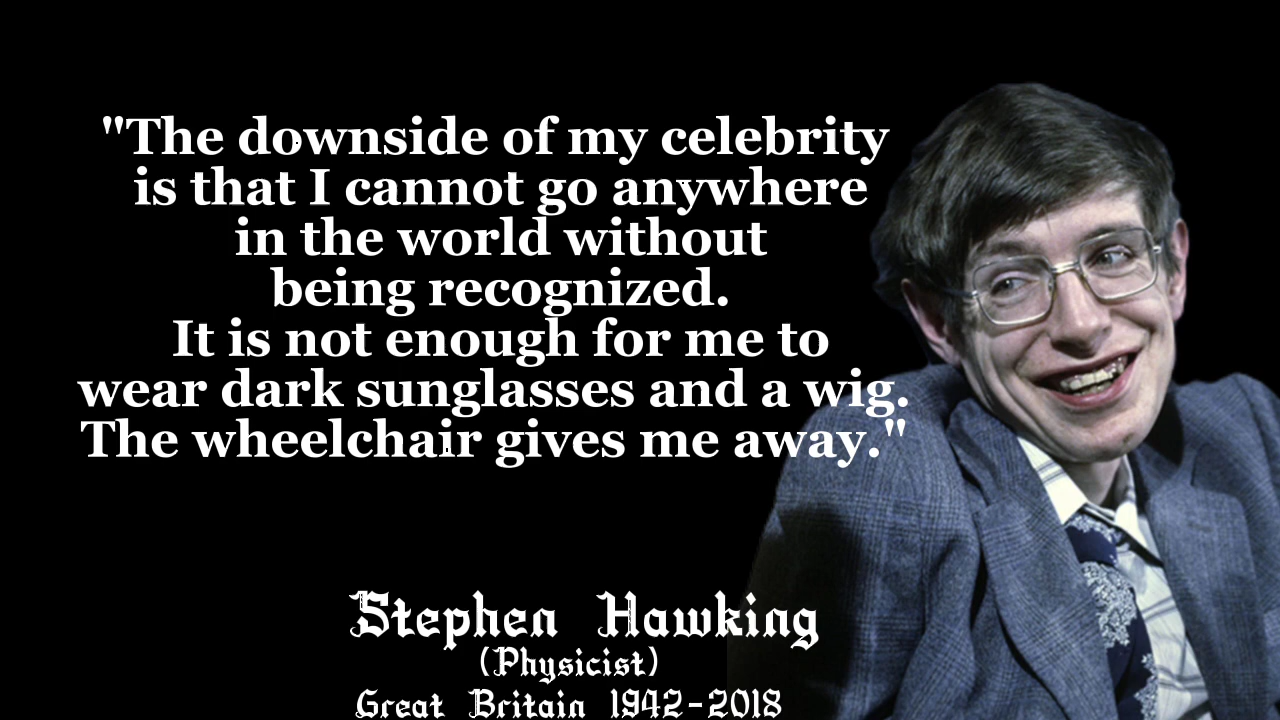 "The downside of my celebrity
is that I cannot go anywhere
in the world without
being recognized.
It is not enough for me to
wear dark sunglasses and a wig.
The wheelchair gives me away."
Stephen Hawking
(Physicist)
Great Britain 1942-2018